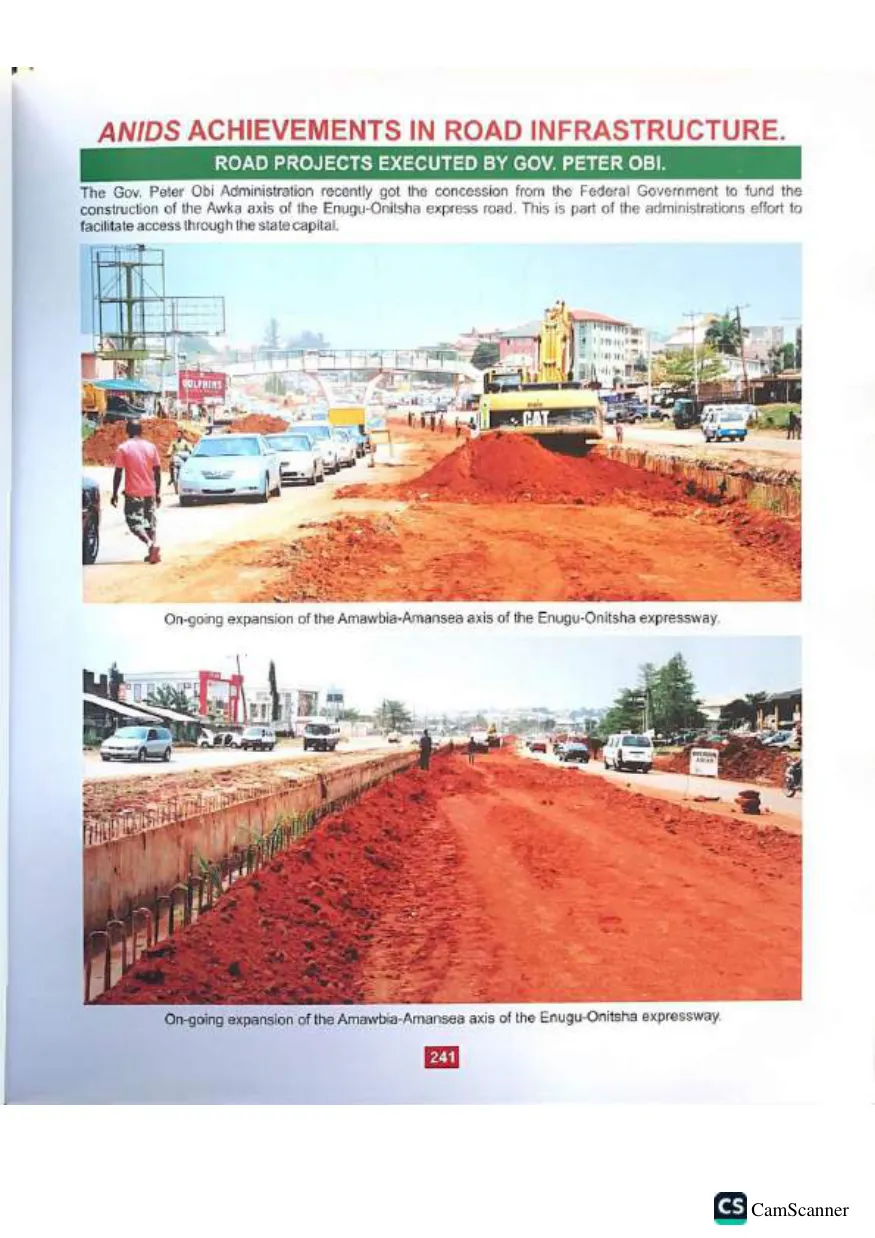 ANIDS ACHIEVEMENTS IN ROAD INFRASTRUCTURE.
ROAD PROJECTS EXECUTED BY GOV. PETER OBI.
The Gov. Peter Obi Administration recently got the concession from the Federal Government to fund the
construction of the Awka axis of the Enugu-Onitsha express road. This is part of the administrations effort to
facilitate access through the state capital.
DOLPHINS
CAT
On-going expansion of the Amawbia-Amansea axis of the Enugu-Onitsha expressway.
On-going expansion of the Amawbia-Amansea axis of the Enugu-Onitsha expressway.
241
CS CamScanner